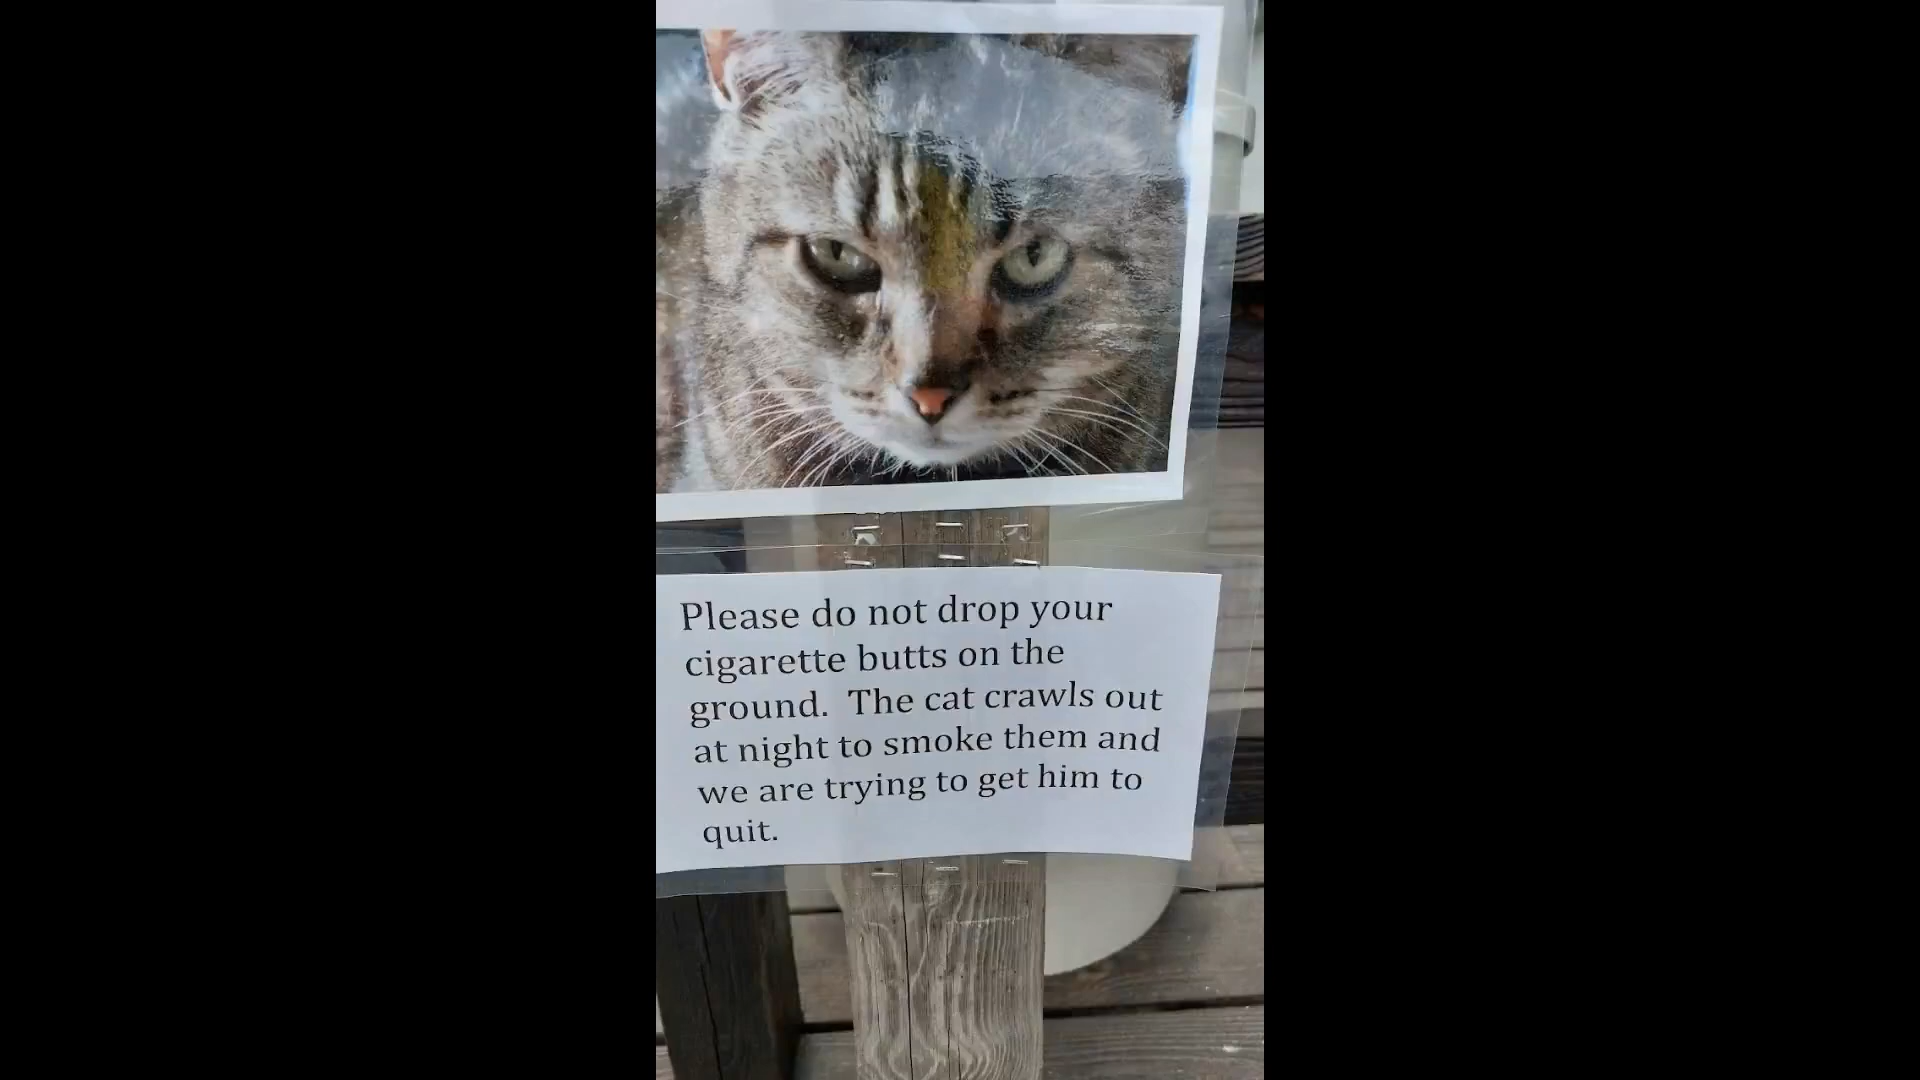 Please do not drop your
cigarette butts on the
ground. The cat crawls out
at night to smoke them and
we are trying to get him to
quit.